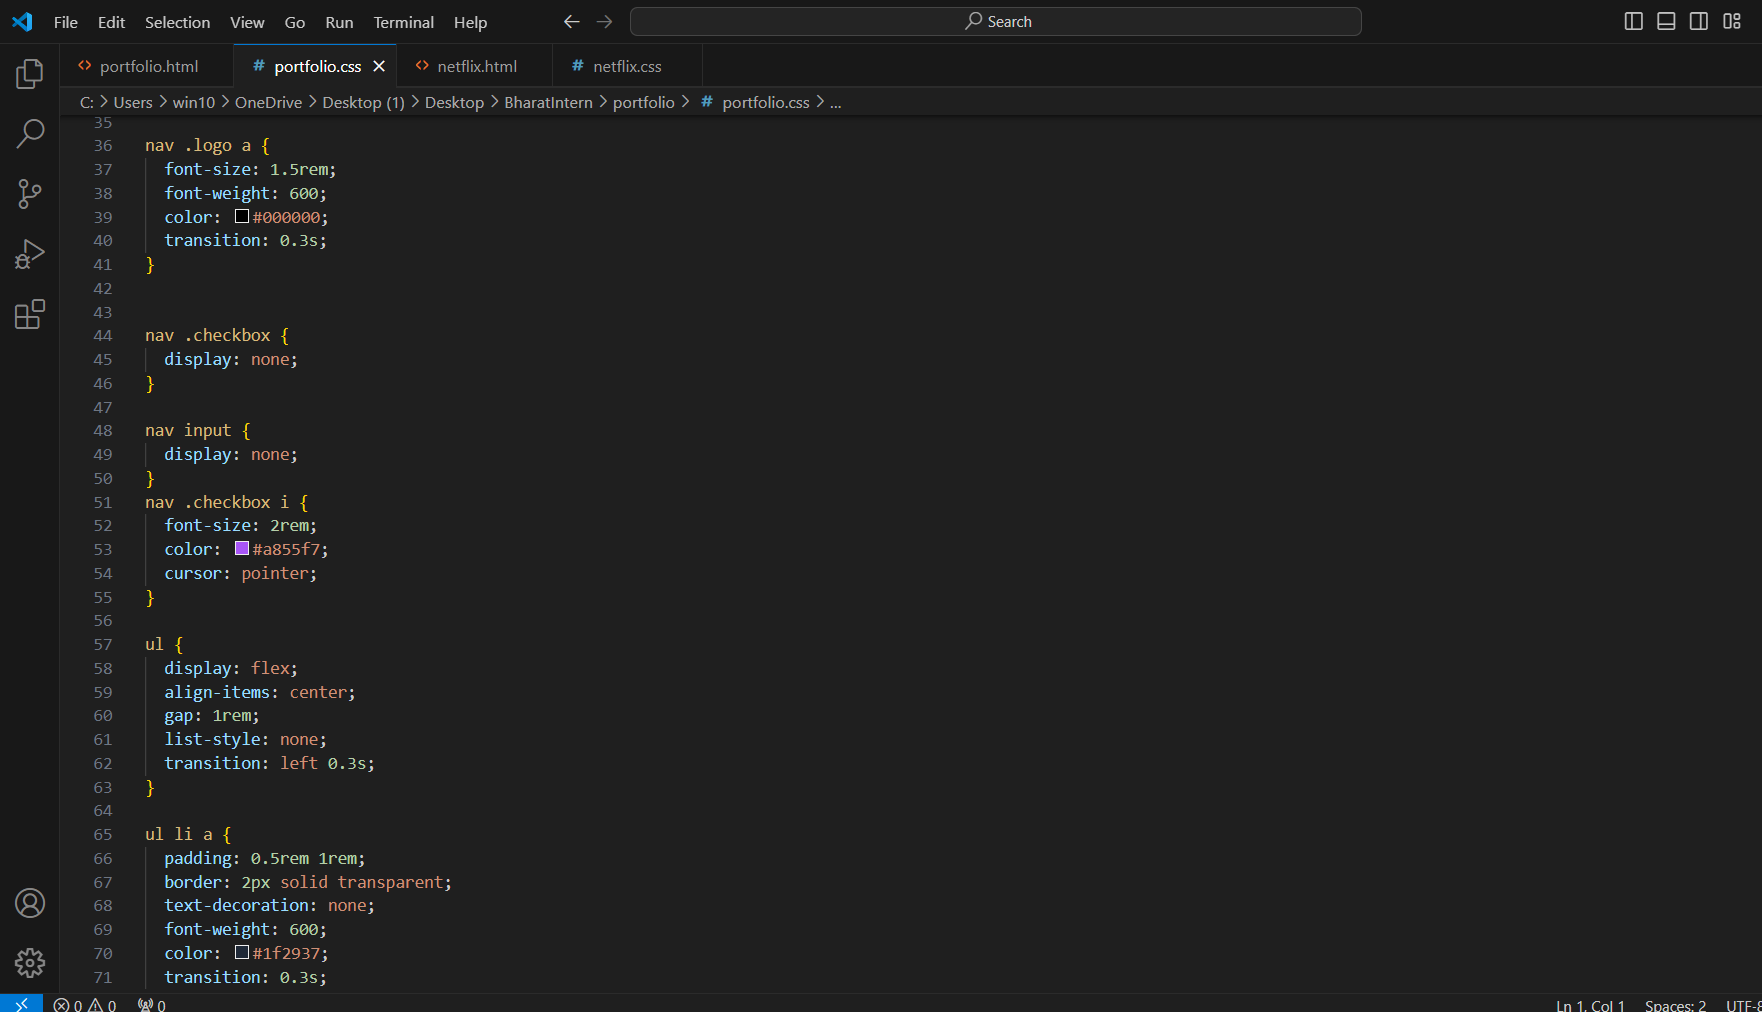 File Edit Selection View Go Run Terminal Help Search
portfolio.html portfolio.css netflix.html netflix.css
C: > Users > win10 > OneDrive > Desktop (1) > Desktop > BharatIntern > portfolio > # portfolio.css > ...
35
36 nav .logo a {
37 font-size: 1.5rem;
38 font-weight: 600;
39 color: #000000;
40 transition: 0.3s;
41 }
42
43
44 nav .checkbox {
45 display: none;
46 }
47
48 nav input {
49 display: none;
50 }
51 nav .checkbox i {
52 font-size: 2rem;
53 color: #a855f7;
54 cursor: pointer;
55 }
56
57 ul {
58 display: flex;
59 align-items: center;
60 gap: 1rem;
61 list-style: none;
62 transition: left 0.3s;
63 }
64
65 ul li a {
66 padding: 0.5rem 1rem;
67 border: 2px solid transparent;
68 text-decoration: none;
69 font-weight: 600;
70 color: #1f2937;
71 transition: 0.3s;
0 0 0 Ln 1, Col 1 Spaces: 2 UTF-8